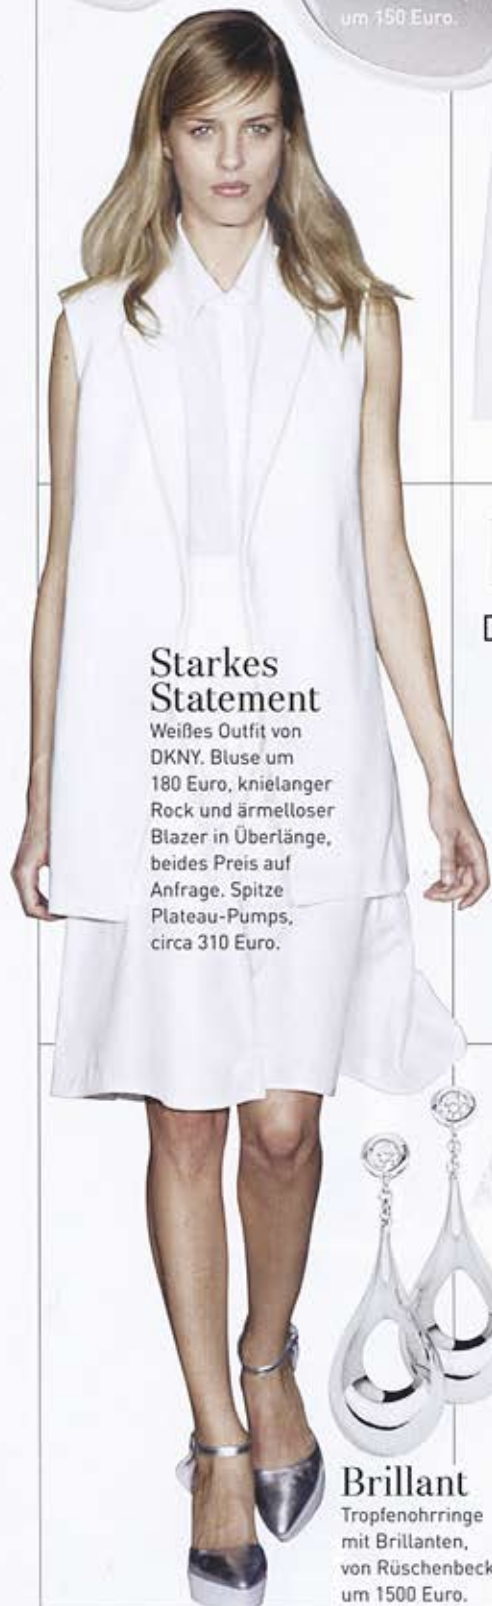 um 150 Euro.
Starkes
Statement
Weißes Outfit von
DKNY. Bluse um
180 Euro, knielanger
Rock und ärmelloser
Blazer in Überlänge,
beides Preis auf
Anfrage. Spitze
Plateau-Pumps,
circa 310 Euro.
Brillant
Tropfenohrringe
mit Brillanten,
von Rüschenbeck
um 1500 Euro.